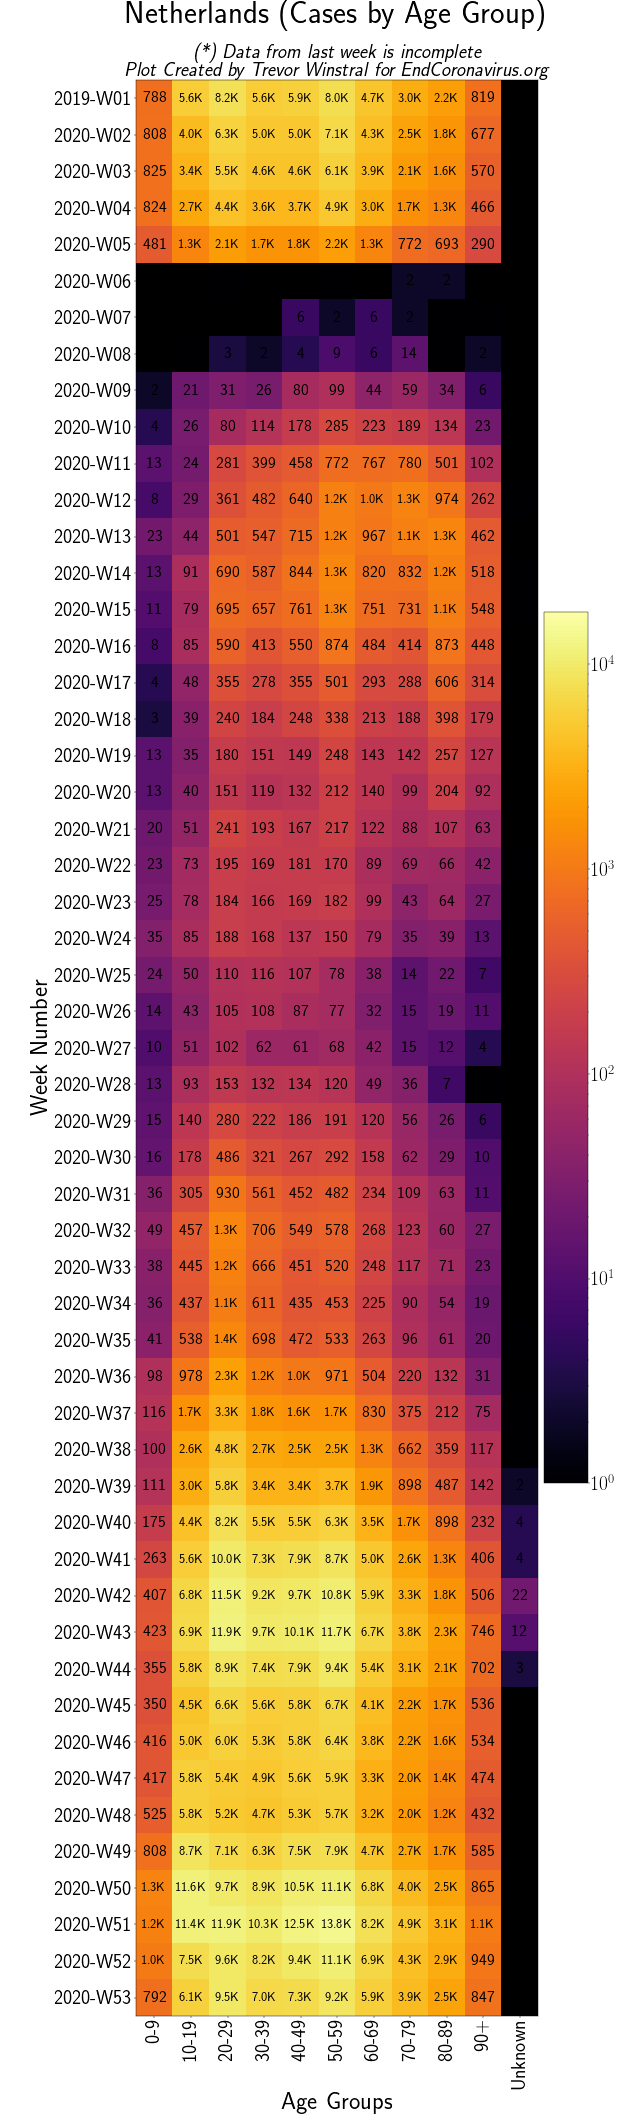 Netherlands (Cases by Age Group)
(*) Data from last week is incomplete
Plot Created by Trevor Winstral for EndCoronavirus.org
2019-W01 788 5.6K 8.2K 5.6K 5.9K 8.0K 4.7K 3.0K 2.2K 819
2020-W02 808 4.0K 6.3K 5.0K 5.0K 7.1K 4.3K 2.5K 1.8K 677
2020-W03 825 3.4K 5.5K 4.6K 4.6K 6.1K 3.9K 2.1K 1.6K 570
2020-W04 824 2.7K 4.4K 3.6K 3.7K 4.9K 3.0K 1.7K 1.3K 466
2020-W05 481 1.3K 2.1K 1.7K 1.8K 2.2K 1.3K 772 693 290
2020-W06 2 2
2020-W07 6 2 6 2
2020-W08 3 2 4 9 6 14 2
2020-W09 2 21 31 26 80 99 44 59 34 6
2020-W10 4 26 80 114 178 285 223 189 134 23
2020-W11 13 24 281 399 458 772 767 780 501 102
2020-W12 8 29 361 482 640 1.2K 1.0K 1.3K 974 262
2020-W13 23 44 501 547 715 1.2K 967 1.1K 1.3K 462
2020-W14 13 91 690 587 844 1.3K 820 832 1.2K 518
2020-W15 11 79 695 657 761 1.3K 751 731 1.1K 548
2020-W16 8 85 590 413 550 874 484 414 873 448
2020-W17 4 48 355 278 355 501 293 288 606 314
2020-W18 3 39 240 184 248 338 213 188 398 179
2020-W19 13 35 180 151 149 248 143 142 257 127
2020-W20 13 40 151 119 132 212 140 99 204 92
2020-W21 20 51 241 193 167 217 122 88 107 63
2020-W22 23 73 195 169 181 170 89 69 66 42
2020-W23 25 78 184 166 169 182 99 43 64 27
2020-W24 35 85 188 168 137 150 79 35 39 13
2020-W25 24 50 110 116 107 78 38 14 22 7
2020-W26 14 43 105 108 87 77 32 15 19 11
2020-W27 10 51 102 62 61 68 42 15 12 4
2020-W28 13 93 153 132 134 120 49 36 7
2020-W29 15 140 280 222 186 191 120 56 26 6
2020-W30 16 178 486 321 267 292 158 62 29 10
2020-W31 36 305 930 561 452 482 234 109 63 11
2020-W32 49 457 1.3K 706 549 578 268 123 60 27
2020-W33 38 445 1.2K 666 451 520 248 117 71 23
2020-W34 36 437 1.1K 611 435 453 225 90 54 19
2020-W35 41 538 1.4K 698 472 533 263 96 61 20
2020-W36 98 978 2.3K 1.2K 1.0K 971 504 220 132 31
2020-W37 116 1.7K 3.3K 1.8K 1.6K 1.7K 830 375 212 75
2020-W38 100 2.6K 4.8K 2.7K 2.5K 2.5K 1.3K 662 359 117
2020-W39 111 3.0K 5.8K 3.4K 3.4K 3.7K 1.9K 898 487 142 2
2020-W40 175 4.4K 8.2K 5.5K 5.5K 6.3K 3.5K 1.7K 898 232 4
2020-W41 263 5.6K 10.0K 7.3K 7.9K 8.7K 5.0K 2.6K 1.3K 406 4
2020-W42 407 6.8K 11.5K 9.2K 9.7K 10.8K 5.9K 3.3K 1.8K 506 22
2020-W43 423 6.9K 11.9K 9.7K 10.1K 11.7K 6.7K 3.8K 2.3K 746 12
2020-W44 355 5.8K 8.9K 7.4K 7.9K 9.4K 5.4K 3.1K 2.1K 702 3
2020-W45 350 4.5K 6.6K 5.6K 5.8K 6.7K 4.1K 2.2K 1.7K 536
2020-W46 416 5.0K 6.0K 5.3K 5.8K 6.4K 3.8K 2.2K 1.6K 534
2020-W47 417 5.8K 5.4K 4.9K 5.6K 5.9K 3.3K 2.0K 1.4K 474
2020-W48 525 5.8K 5.2K 4.7K 5.3K 5.7K 3.2K 2.0K 1.2K 432
2020-W49 808 8.7K 7.1K 6.3K 7.5K 7.9K 4.7K 2.7K 1.7K 585
2020-W50 1.3K 11.6K 9.7K 8.9K 10.5K 11.1K 6.8K 4.0K 2.5K 865
2020-W51 1.2K 11.4K 11.9K 10.3K 12.5K 13.8K 8.2K 4.9K 3.1K 1.1K
2020-W52 1.0K 7.5K 9.6K 8.2K 9.4K 11.1K 6.9K 4.3K 2.9K 949
2020-W53 792 6.1K 9.5K 7.0K 7.3K 9.2K 5.9K 3.9K 2.5K 847
0-9 10-19 20-29 30-39 40-49 50-59 60-69 70-79 80-89 90+ Unknown
Age Groups
Week Number
10⁴
10³
10²
10¹
10⁰